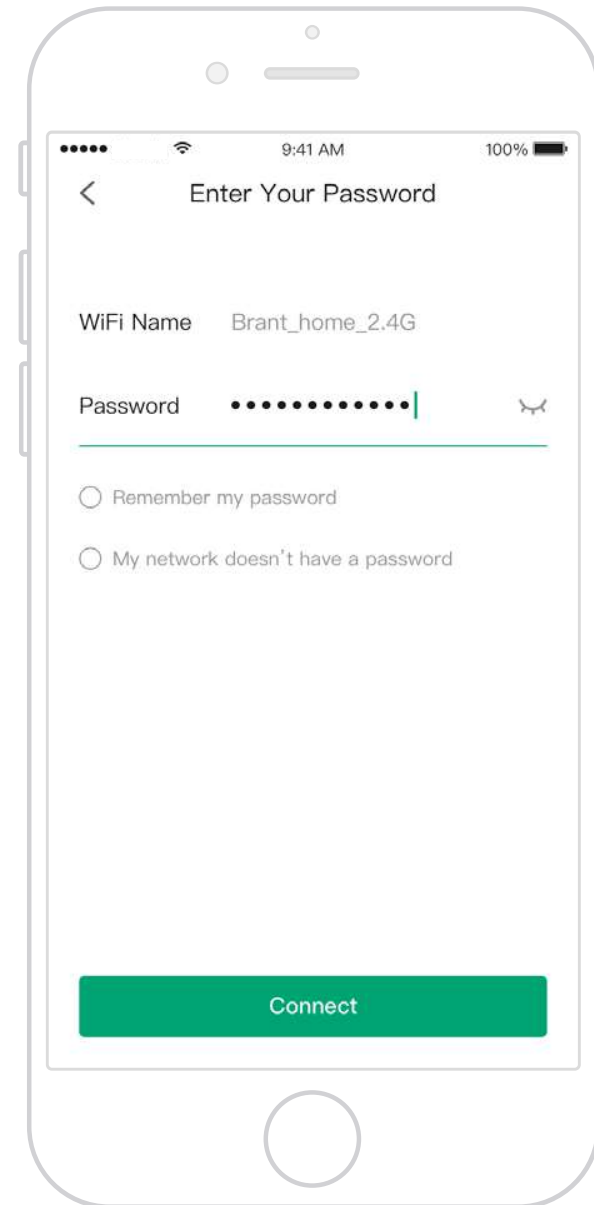 9:41 AM 100%
Enter Your Password
WiFi Name Brant_home_2.4G
Password ••••••••••••
Remember my password
My network doesn't have a password
Connect